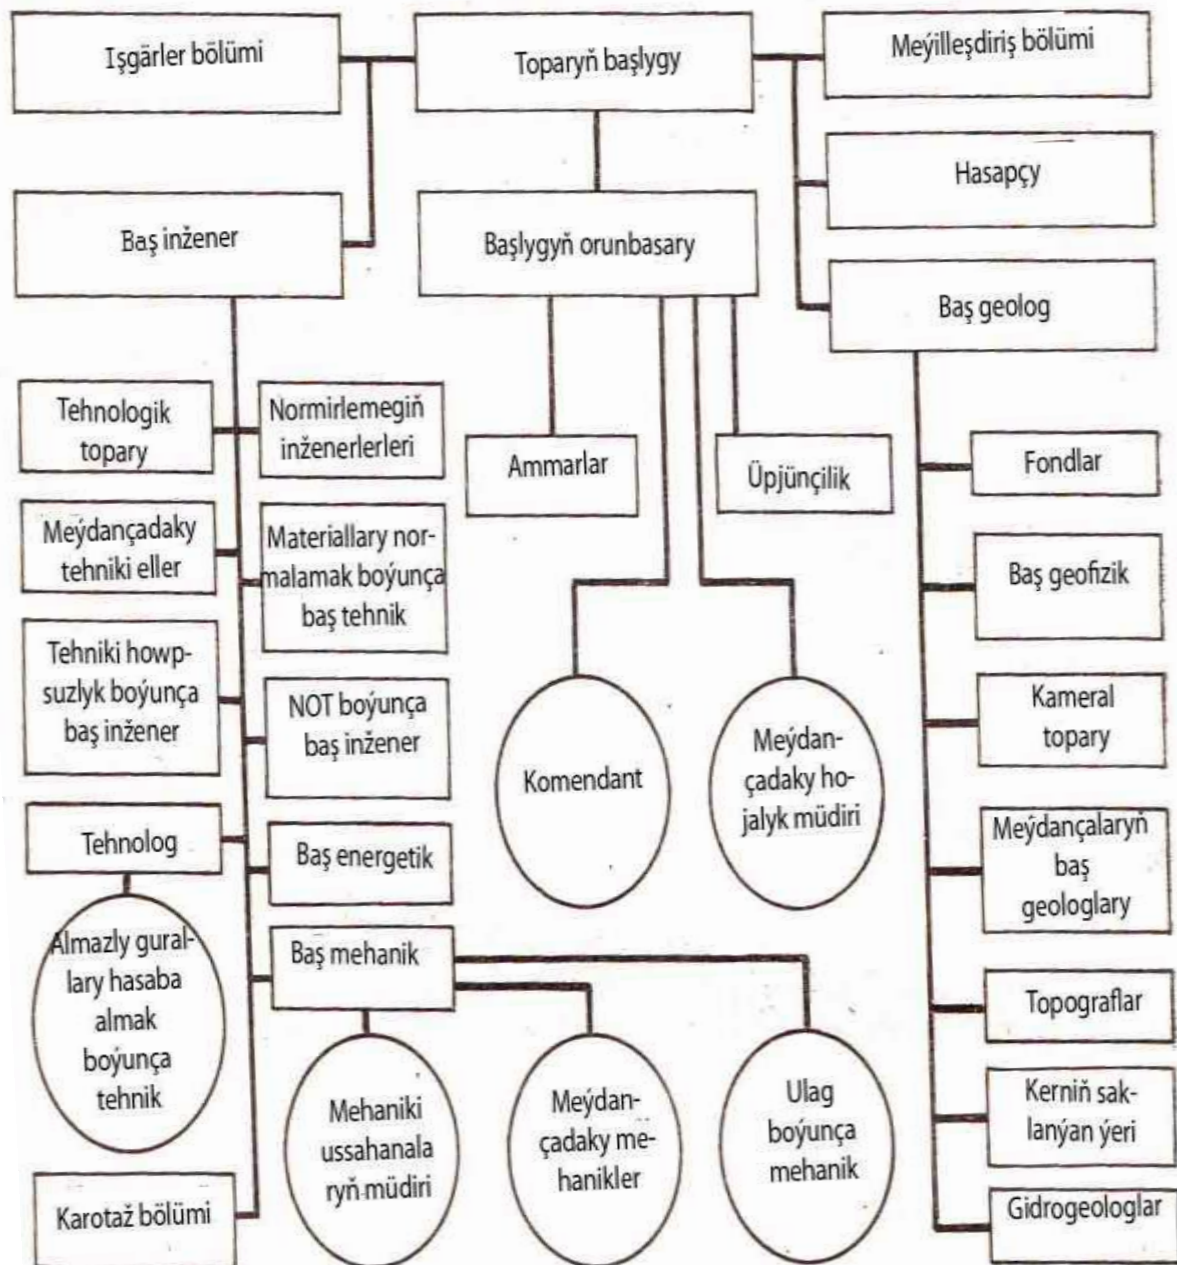 Işgärler bölümi
Toparyň başlygy
Meýilleşdiriş bölümi
Hasapçy
Baş inžener
Başlygyň orunbasary
Baş geolog
Tehnologik
topary
Normirlemegiň
inženerlerleri
Ammarlar
Üpjünçilik
Fondlar
Meýdançadaky
tehniki eller
Materiallary nor-
malamak boýunça
baş tehnik
Baş geofizik
Tehniki howp-
suzlyk boýunça
baş inžener
NOT boýunça
baş inžener
Komendant
Meýdan-
çadaky ho-
jalyk müdiri
Kameral
topary
Tehnolog
Baş energetik
Meýdançalaryň
baş
geologlary
Almazly gural-
lary hasaba
almak
boýunça
tehnik
Baş mehanik
Topograflar
Mehaniki
ussahanala
ryň müdiri
Meýdan-
çadaky me-
hanikler
Ulag
boýunça
mehanik
Kerniň sak-
lanýan ýeri
Karotaž bölümi
Gidrogeologlar